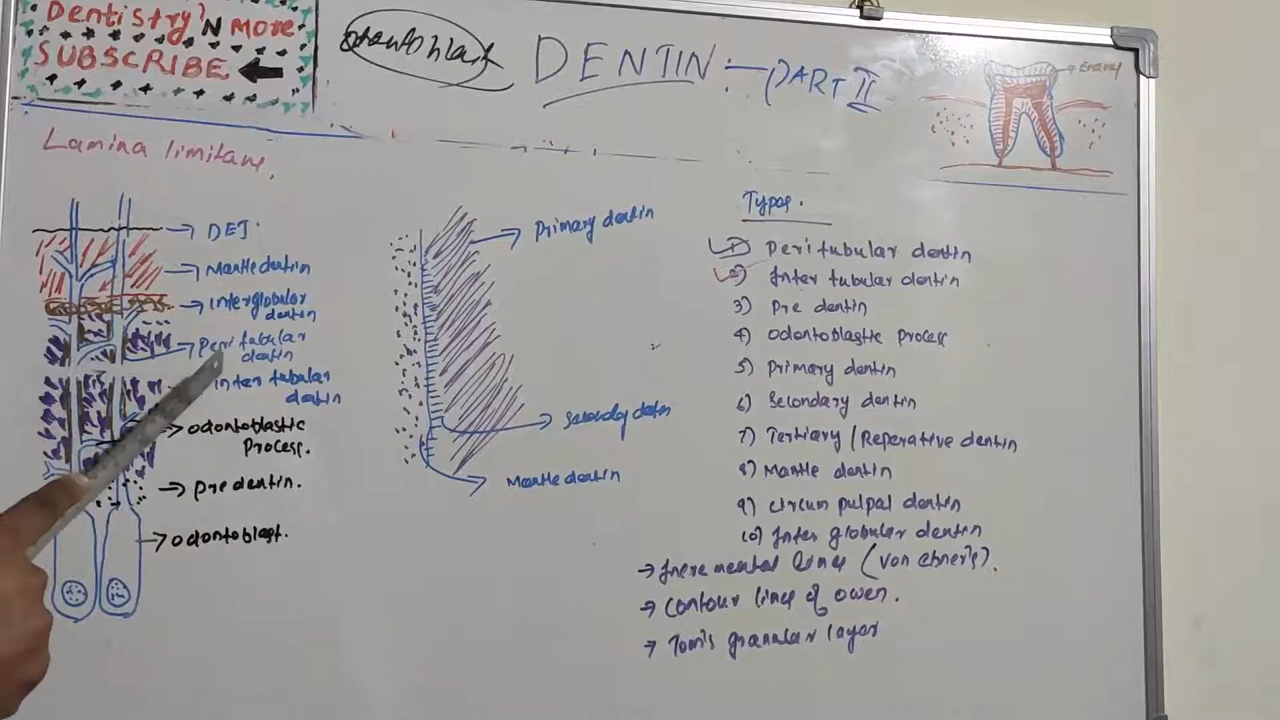 Dentistry'N more
SUBSCRIBE
odontoblast
DENTIN :- PART II
Enamel
Lamina limitans
DEJ.
Mantle dentin
Interglobular
dentin
Peritubular
dentin
inter tubular
dentin
odontoblastic
Process.
pre dentin.
odontoblast.
Primary dentin
Secondary dentin
Mantle dentin
Types.
1) Peri tubular dentin
2) Inter tubular dentin
3) Pre dentin
4) Odontoblastic process
5) Primary dentin
6) Secondary dentin
7) Tertiary / Reperative dentin
8) Mantle dentin
9) Circum pulpal dentin
10) Inter globular dentin
→ Incremental lines (Von ebner's).
→ Contour lines of owen.
→ Tom's granular layer